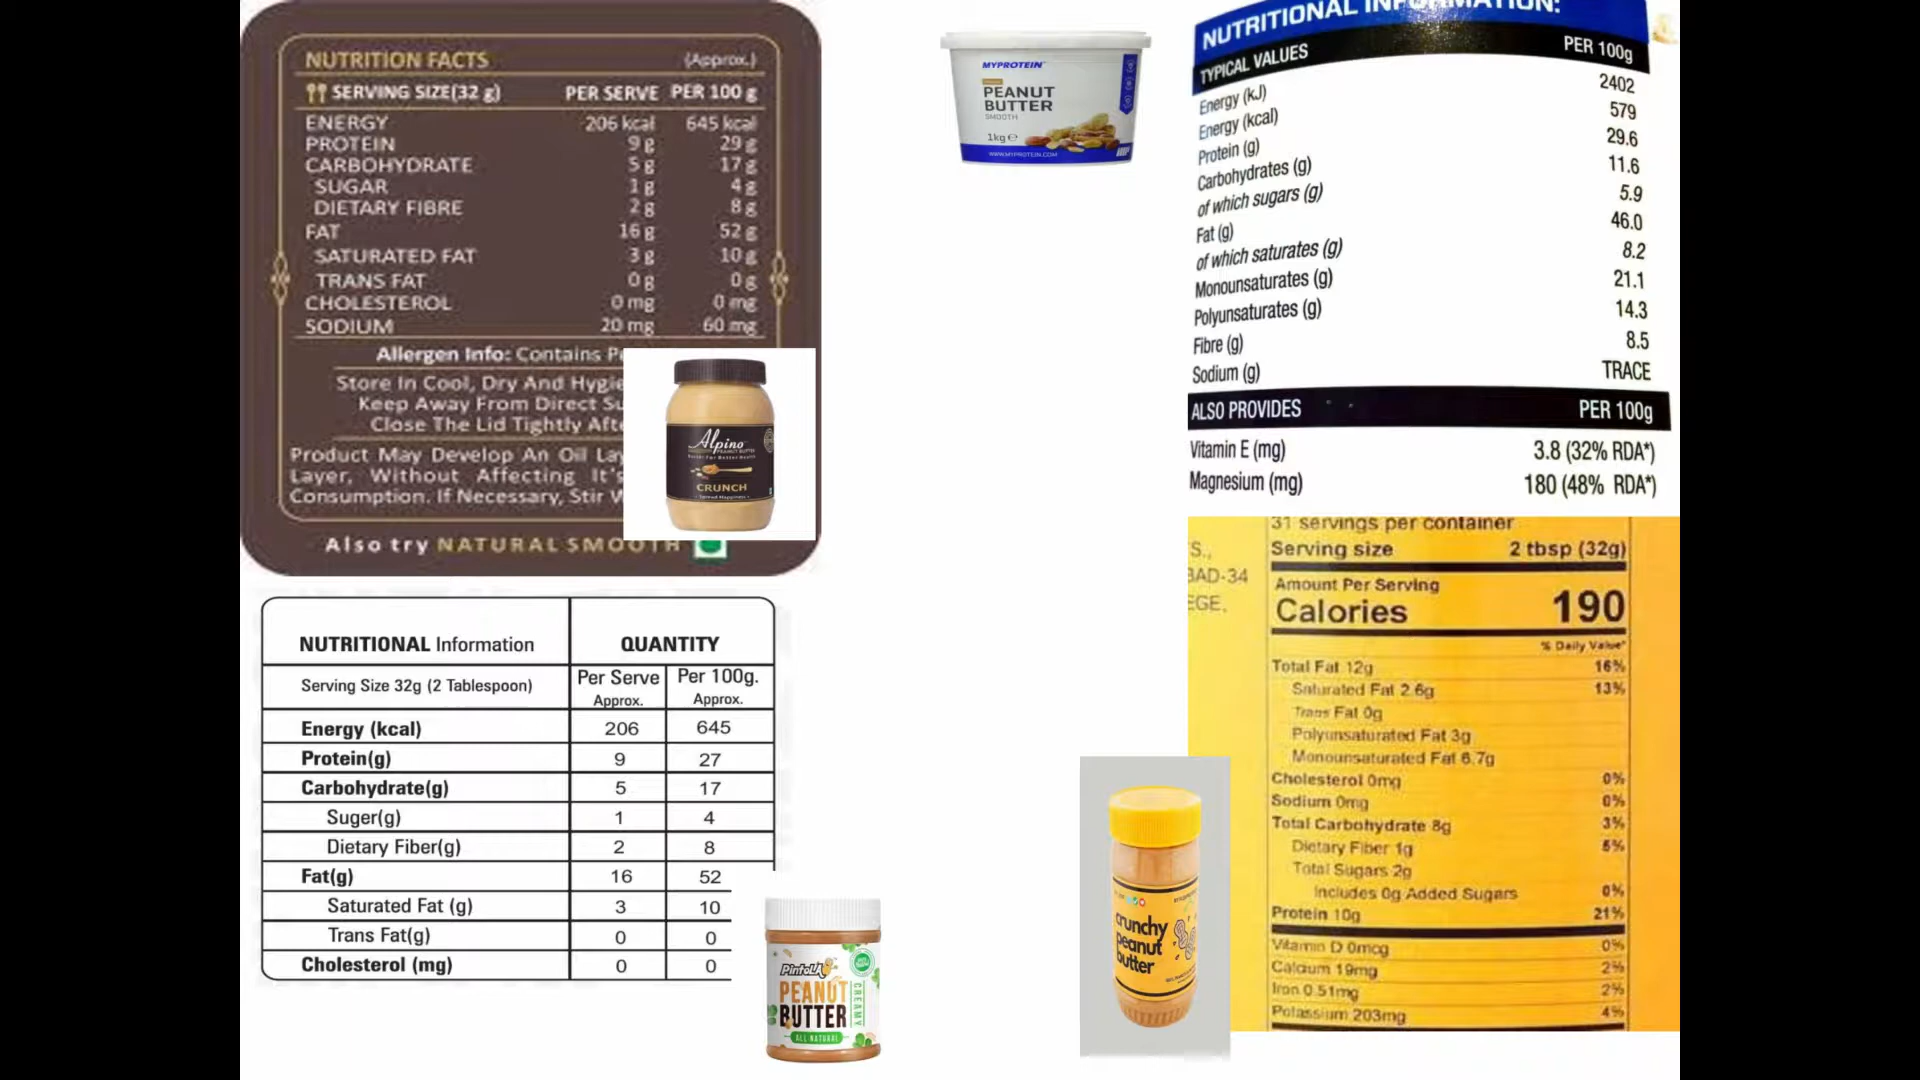 NUTRITION FACTS (Approx.)
SERVING SIZE(32 g) PER SERVE PER 100 g
ENERGY 206 kcal 645 kcal
PROTEIN 9 g 29 g
CARBOHYDRATE 5 g 17 g
SUGAR 1 g 4 g
DIETARY FIBRE 2 g 8 g
FAT 16 g 52 g
SATURATED FAT 3 g 10 g
TRANS FAT 0 g 0 g
CHOLESTEROL 0 mg 0 mg
SODIUM 20 mg 60 mg
Allergen Info: Contains
Store In Cool, Dry And
Keep Away From Direct
Close The Lid Tightly
Product May Develop An Oil
Layer, Without Affecting It's
Consumption. If Necessary, Stir
Also try NATURAL SMOOTH
Alpino
PEANUT BUTTER
CRUNCH
MYPROTEIN
PEANUT
BUTTER
SMOOTH
1kg e
WWW.MYPROTEIN.COM
NUTRITIONAL INFORMATION:
TYPICAL VALUES PER 100g
Energy (kJ) 2402
Energy (kcal) 579
Protein (g) 29.6
Carbohydrates (g) 11.6
of which sugars (g) 5.9
Fat (g) 46.0
of which saturates (g) 8.2
Monounsaturates (g) 21.1
Polyunsaturates (g) 14.3
Fibre (g) 8.5
Sodium (g) TRACE
ALSO PROVIDES PER 100g
Vitamin E (mg) 3.8 (32% RDA*)
Magnesium (mg) 180 (48% RDA*)
NUTRITIONAL Information QUANTITY
Serving Size 32g (2 Tablespoon) Per Serve Approx. Per 100g. Approx.
Energy (kcal) 206 645
Protein(g) 9 27
Carbohydrate(g) 5 17
Suger(g) 1 4
Dietary Fiber(g) 2 8
Fat(g) 16 52
Saturated Fat (g) 3 10
Trans Fat(g) 0 0
Cholesterol (mg) 0 0
PintoLA
PEANUT
BUTTER
CREAMY
ALL NATURAL
crunchy
peanut
butter
S.,
BAD-34
EGE,
31 servings per container
Serving size 2 tbsp (32g)
Amount Per Serving
Calories 190
% Daily Value*
Total Fat 12g 16%
Saturated Fat 2.6g 13%
Trans Fat 0g
Polyunsaturated Fat 3g
Monounsaturated Fat 6.7g
Cholesterol 0mg 0%
Sodium 0mg 0%
Total Carbohydrate 8g 3%
Dietary Fiber 1g 5%
Total Sugars 2g
Includes 0g Added Sugars 0%
Protein 10g 21%
Vitamin D 0mcg 0%
Calcium 19mg 2%
Iron 0.51mg 2%
Potassium 203mg 4%